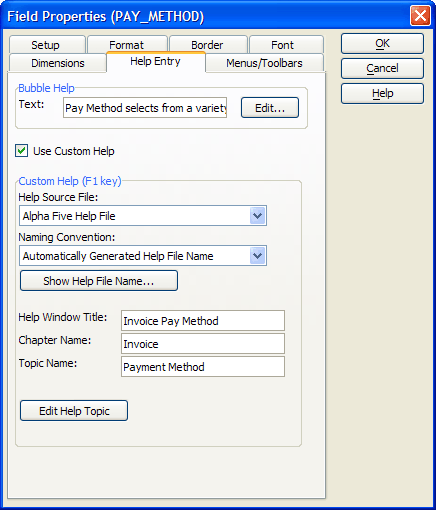 Field Properties (PAY_METHOD)
Setup Format Border Font
Dimensions Help Entry Menus/Toolbars
OK
Cancel
Help
Bubble Help
Text: Pay Method selects from a variety Edit...
Use Custom Help
Custom Help (F1 key)
Help Source File:
Alpha Five Help File
Naming Convention:
Automatically Generated Help File Name
Show Help File Name...
Help Window Title: Invoice Pay Method
Chapter Name: Invoice
Topic Name: Payment Method
Edit Help Topic